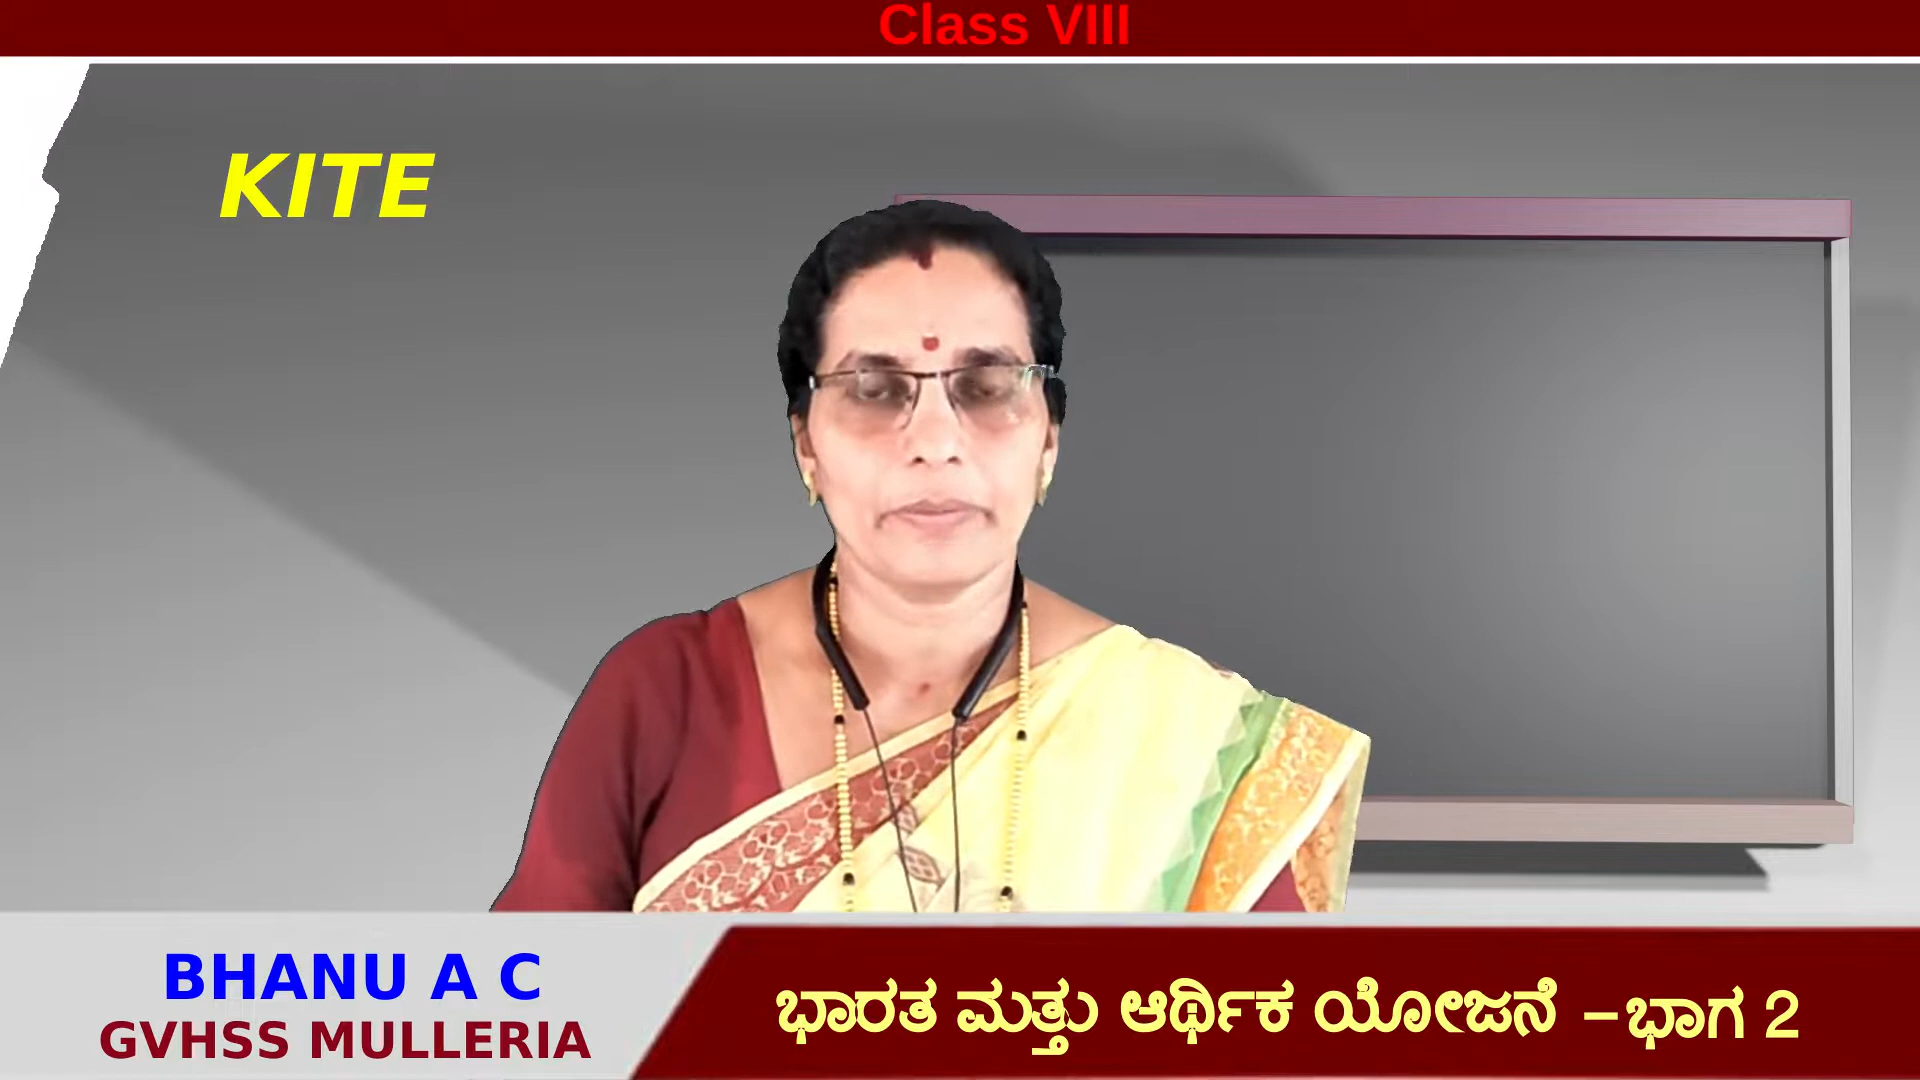 Class VIII
KITE
BHANU A C
GVHSS MULLERIA
ಭಾರತ ಮತ್ತು ಆರ್ಥಿಕ ಯೋಜನೆ –ಭಾಗ 2